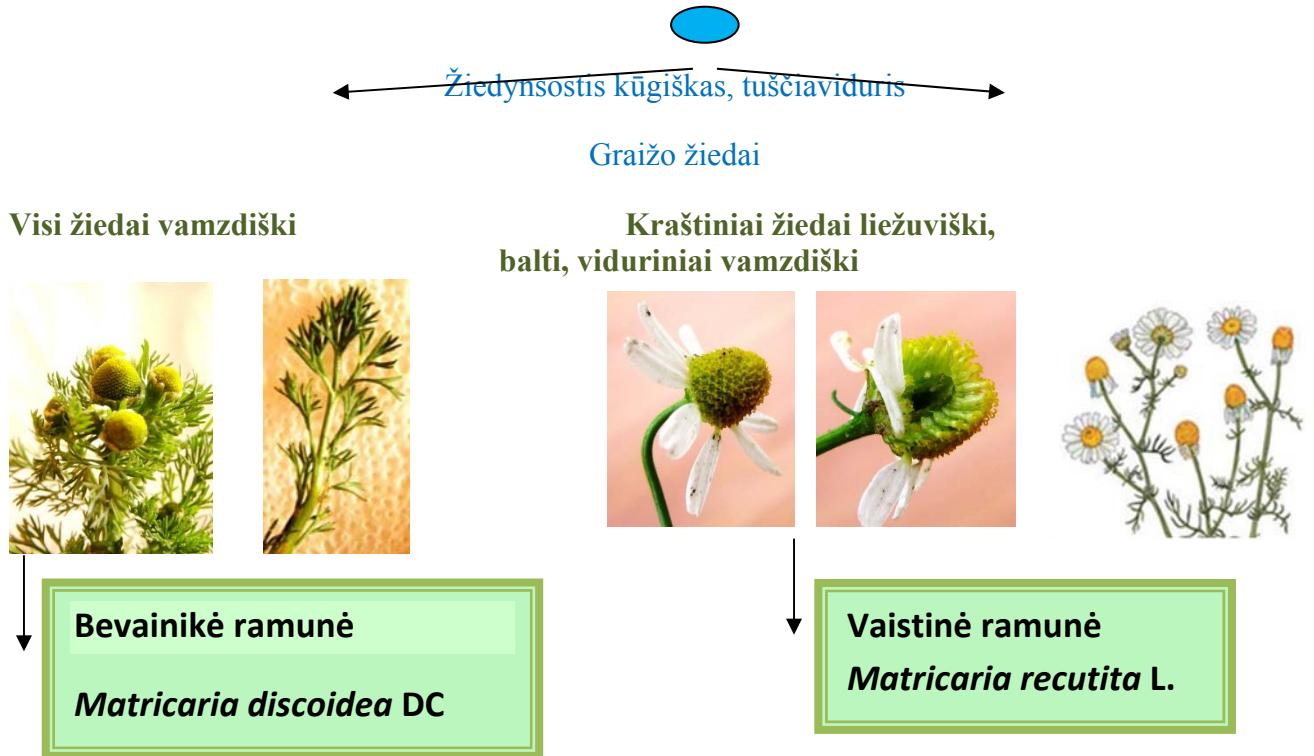 Žiedynsostis kūgiškas, tuščiaviduris
Graižo žiedai
Visi žiedai vamzdiški
Kraštiniai žiedai liežuviški,
balti, viduriniai vamzdiški
Bevainikė ramunė
Matricaria discoidea DC
Vaistinė ramunė
Matricaria recutita L.